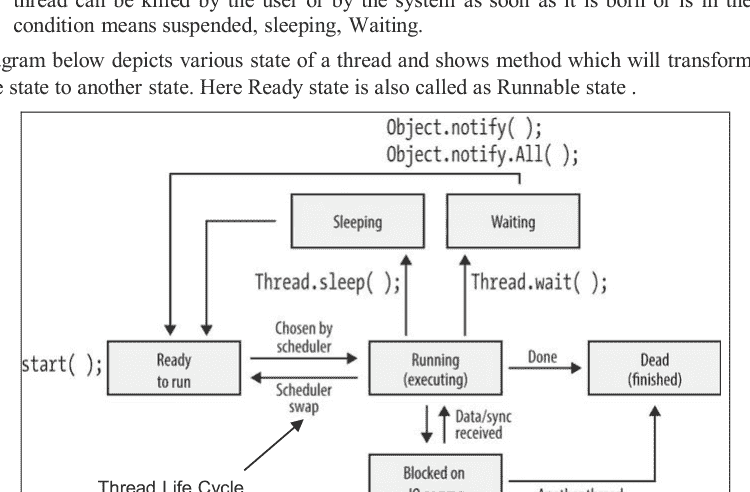 thread can be killed by the user or by the system as soon as it is born or is in the
condition means suspended, sleeping, Waiting.
gram below depicts various state of a thread and shows method which will transform
state to another state. Here Ready state is also called as Runnable state .
Object.notify( );
Object.notify.All( );
Sleeping
Waiting
Thread.sleep( );
Thread.wait( );
start( );
Ready
to run
Chosen by
scheduler
Scheduler
swap
Running
(executing)
Done
Dead
(finished)
Data/sync
received
Thread Life Cycle
Blocked on